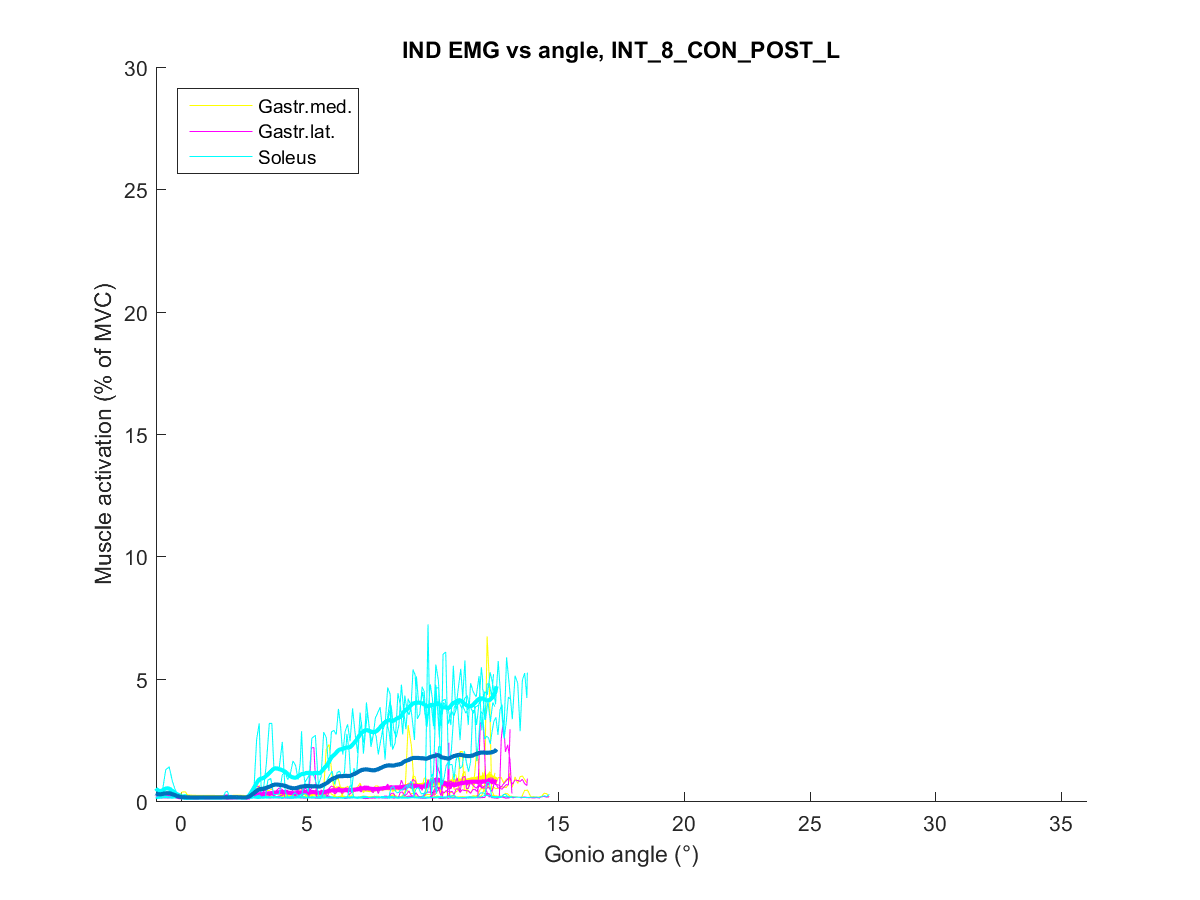 IND EMG vs angle, INT_8_CON_POST_L
30
25
20
15
10
5
0
Gastr.med.
Gastr.lat.
Soleus
Muscle activation (% of MVC)
0 5 10 15 20 25 30 35
Gonio angle (°)